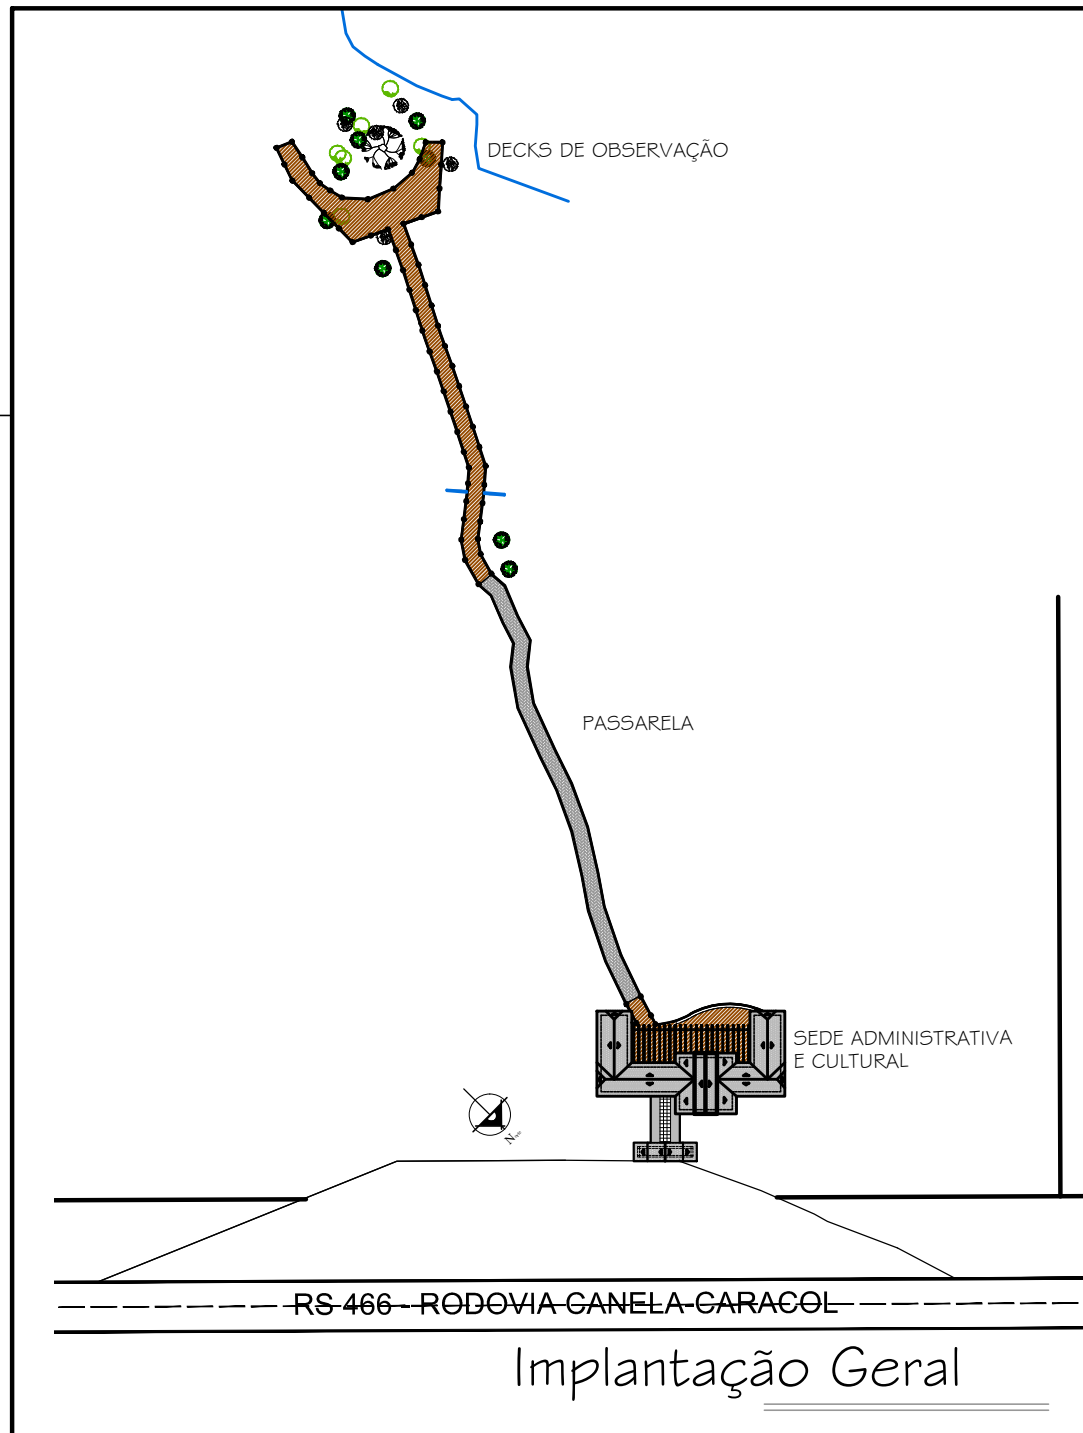 DECKS DE OBSERVAÇÃO
PASSARELA
SEDE ADMINISTRATIVA
E CULTURAL
N
RS 466 - RODOVIA CANELA-CARACOL
Implantação Geral